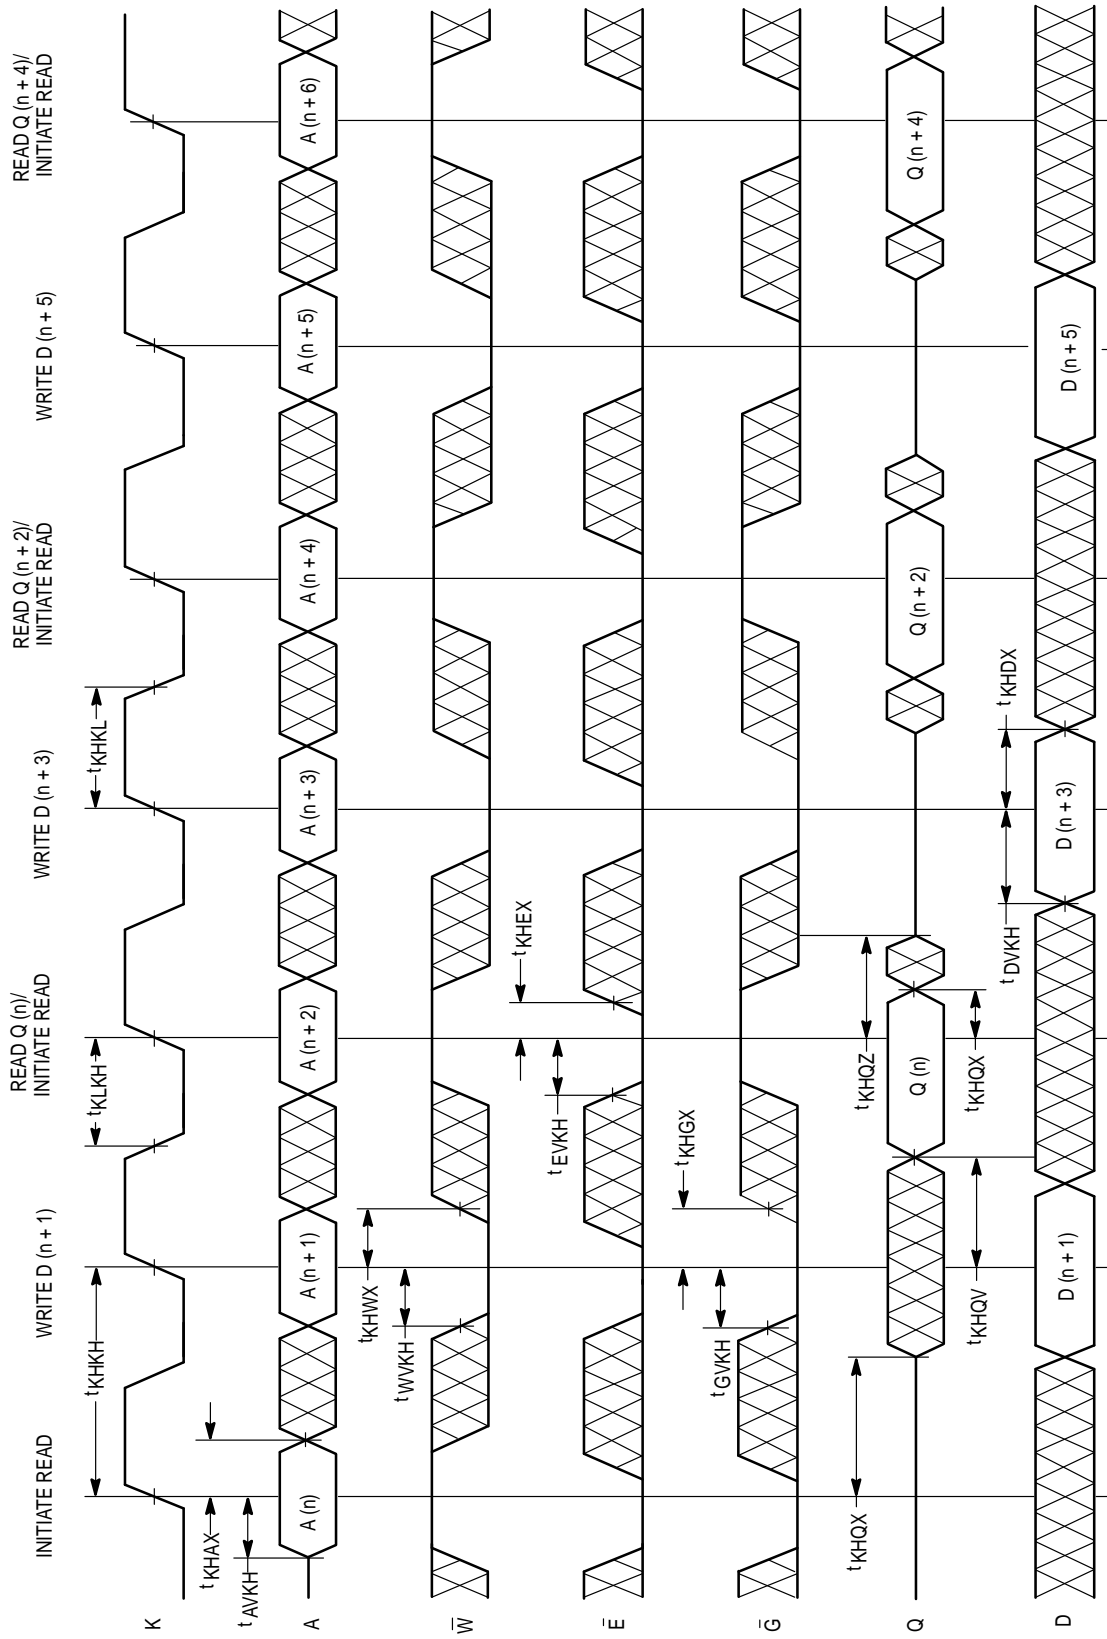 INITIATE READ
WRITE D (n + 1)
READ Q (n)/
INITIATE READ
WRITE D (n + 3)
READ Q (n + 2)/
INITIATE READ
WRITE D (n + 5)
READ Q (n + 4)/
INITIATE READ
tKHKH
tKLKH
tKHKL
K
tKHAX
tAVKH
A
A (n)
A (n + 1)
A (n + 2)
A (n + 3)
A (n + 4)
A (n + 5)
A (n + 6)
tKHWX
tWVKH
W̅
tKHEX
tEVKH
E̅
tKHGX
tGVKH
G̅
tKHQX
tKHQZ
Q
Q (n)
Q (n + 2)
Q (n + 4)
tKHQV
tKHQX
tDVKH
tKHDX
D
D (n + 1)
D (n + 3)
D (n + 5)